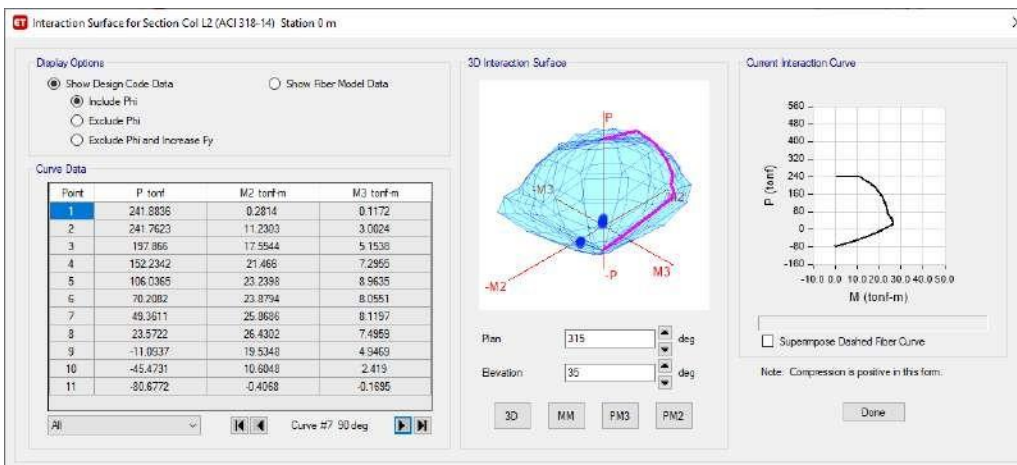 Interaction Surface for Section Col L2 (ACI 318-14) Station 0 m
Display Options
Show Design Code Data
Show Fiber Model Data
Include Phi
Exclude Phi
Exclude Phi and Increase Fy
Curve Data
Point P tonf M2 tonf-m M3 tonf-m
1 241.8836 0.2814 0.1172
2 241.7623 11.2303 3.0024
3 197.866 17.5544 5.1538
4 152.2342 21.466 7.2955
5 106.0365 23.2398 8.9635
6 70.2082 23.8794 8.0551
7 49.3611 25.8686 8.1197
8 23.5722 26.4302 7.4959
9 -11.0937 19.5348 4.9469
10 -45.4731 10.6048 2.419
11 -80.6772 -0.4068 -0.1695
All
Curve #7 90 deg
3D Interaction Surface
P
-M3
M2
-P
M3
-M2
Plan 315 deg
Elevation 35 deg
3D MM PM3 PM2
Current Interaction Curve
560
480
400
320
240
160
80
0
-80
-160
P (tonf)
-10.0 0.0 10.0 20.0 30.0 40.0 50.0
M (tonf-m)
Superimpose Dashed Fiber Curve
Note: Compression is positive in this form.
Done